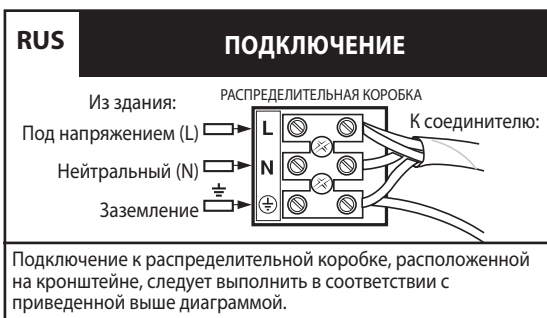 RUS
ПОДКЛЮЧЕНИЕ
РАСПРЕДЕЛИТЕЛЬНАЯ КОРОБКА
Из здания:
К соединителю:
Под напряжением (L)
L
Нейтральный (N)
N
Заземление
Подключение к распределительной коробке, расположенной
на кронштейне, следует выполнить в соответствии с
приведенной выше диаграммой.